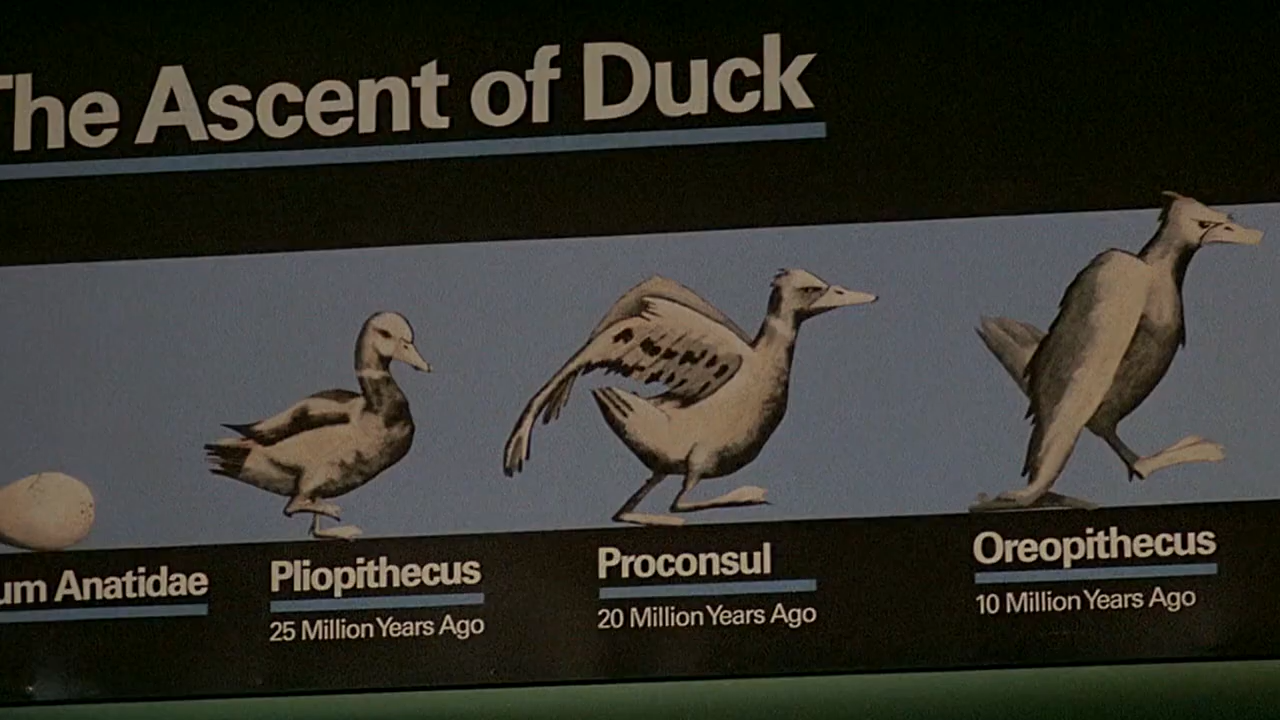 The Ascent of Duck
um Anatidae
Pliopithecus
25 Million Years Ago
Proconsul
20 Million Years Ago
Oreopithecus
10 Million Years Ago